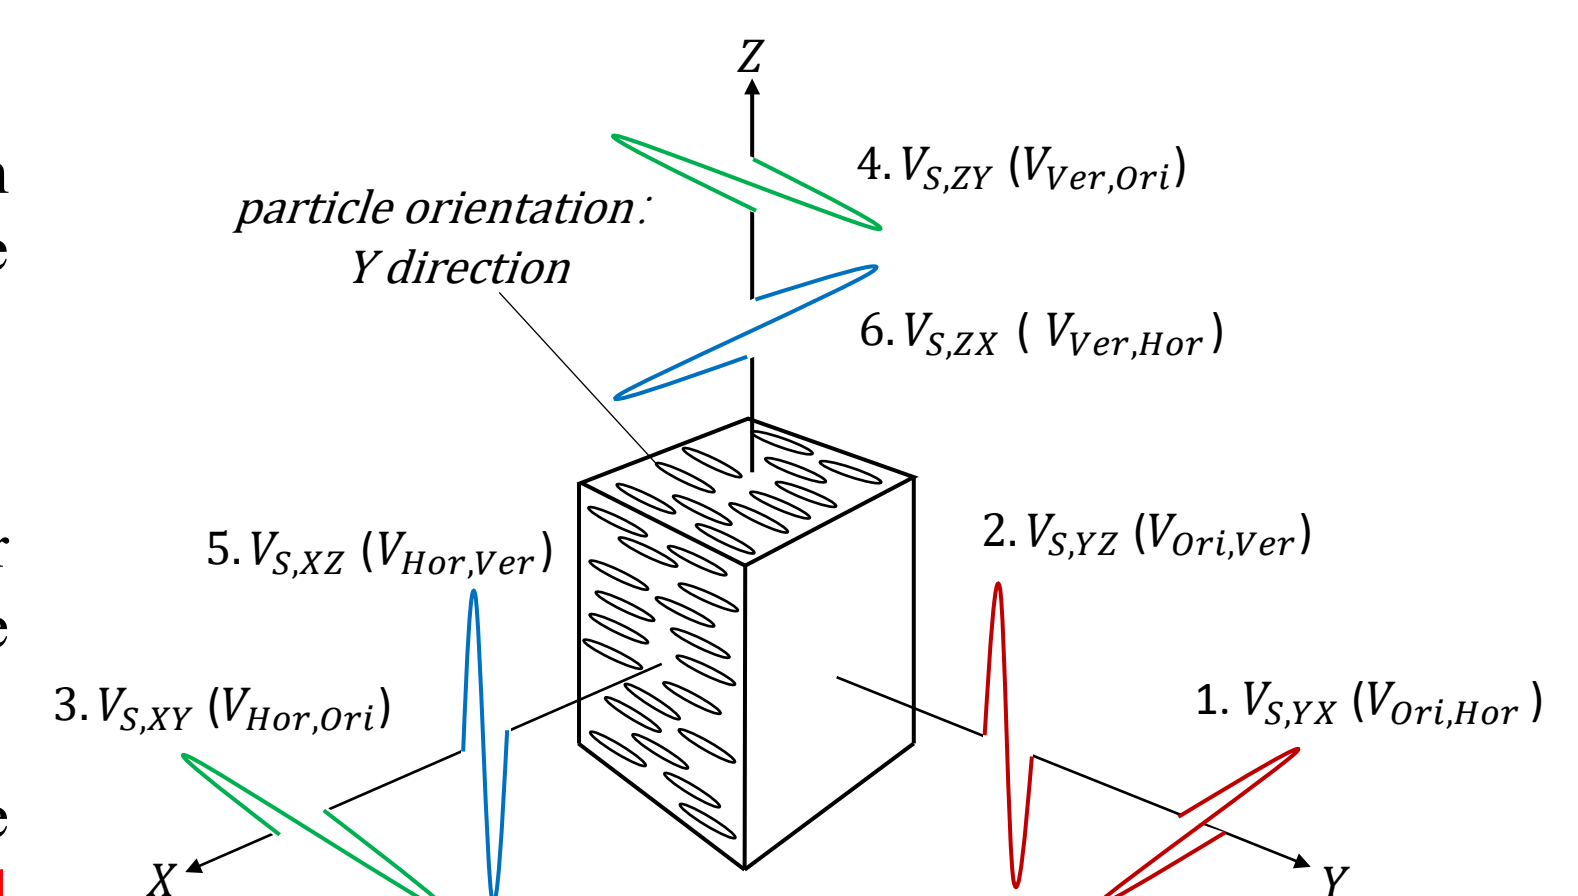 Z
4. V_{S,ZY} (V_{Ver,Ori})
particle orientation:
Y direction
6. V_{S,ZX} ( V_{Ver,Hor} )
5. V_{S,XZ} (V_{Hor,Ver})
2. V_{S,YZ} (V_{Ori,Ver})
3. V_{S,XY} (V_{Hor,Ori})
1. V_{S,YX} (V_{Ori,Hor} )
X
Y